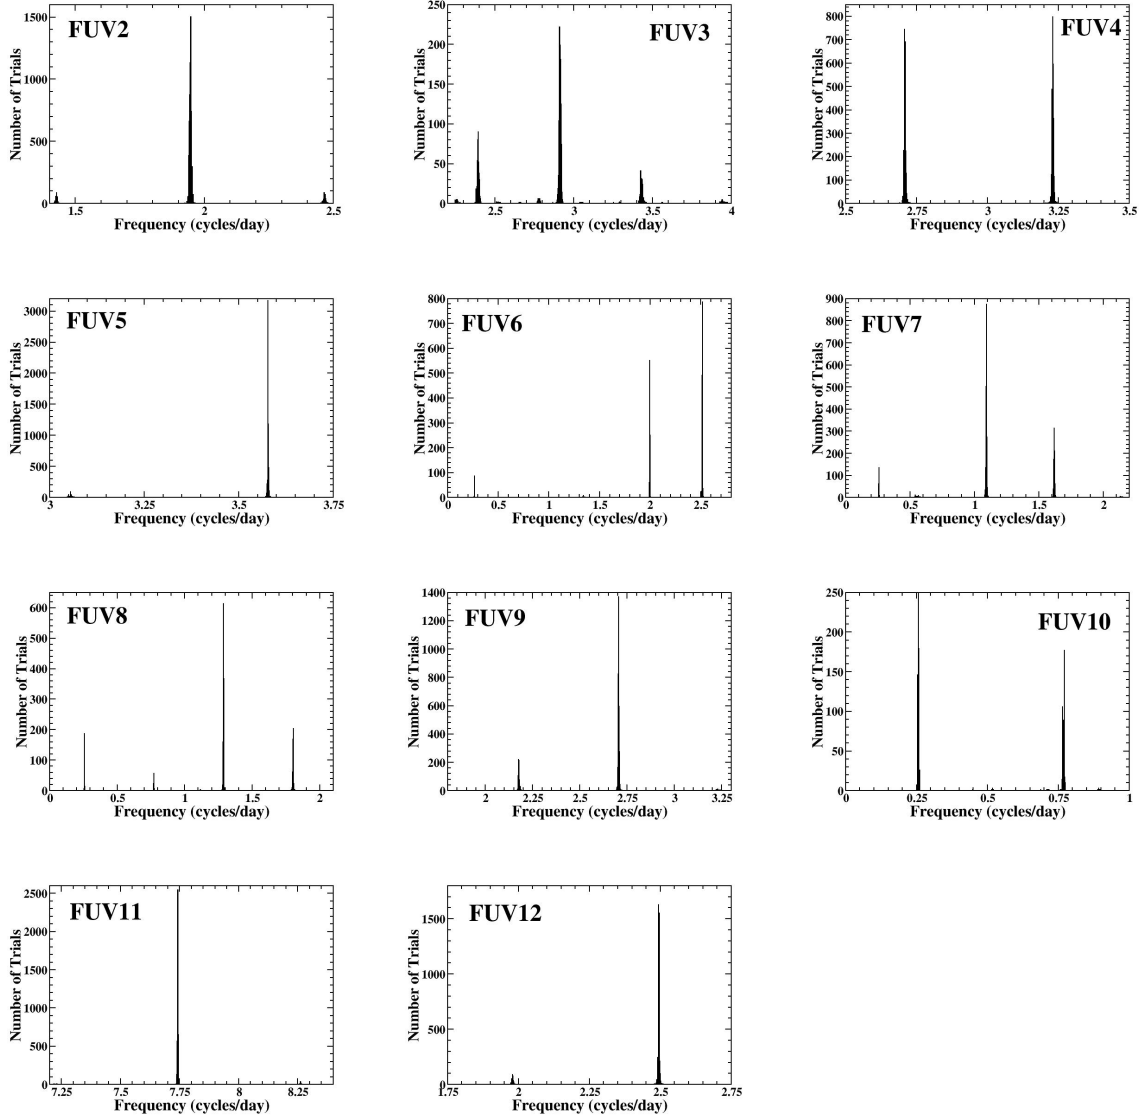 FUV2
Number of Trials
1500
1000
500
0
1.5 2 2.5
Frequency (cycles/day)
FUV3
Number of Trials
250
200
150
100
50
0
2.5 3 3.5 4
Frequency (cycles/day)
FUV4
Number of Trials
800
700
600
500
400
300
200
100
0
2.5 2.75 3 3.25 3.5
Frequency (cycles/day)
FUV5
Number of Trials
3000
2500
2000
1500
1000
500
0
3 3.25 3.5 3.75
Frequency (cycles/day)
FUV6
Number of Trials
800
700
600
500
400
300
200
100
0
0 0.5 1 1.5 2 2.5
Frequency (cycles/day)
FUV7
Number of Trials
900
800
700
600
500
400
300
200
100
0
0 0.5 1 1.5 2
Frequency (cycles/day)
FUV8
Number of Trials
600
500
400
300
200
100
0
0 0.5 1 1.5 2
Frequency (cycles/day)
FUV9
Number of Trials
1400
1200
1000
800
600
400
200
0
2 2.25 2.5 2.75 3 3.25
Frequency (cycles/day)
FUV10
Number of Trials
250
200
150
100
50
0
0 0.25 0.5 0.75 1
Frequency (cycles/day)
FUV11
Number of Trials
2500
2000
1500
1000
500
0
7.25 7.5 7.75 8 8.25
Frequency (cycles/day)
FUV12
Number of Trials
1500
1000
500
0
1.75 2 2.25 2.5 2.75
Frequency (cycles/day)